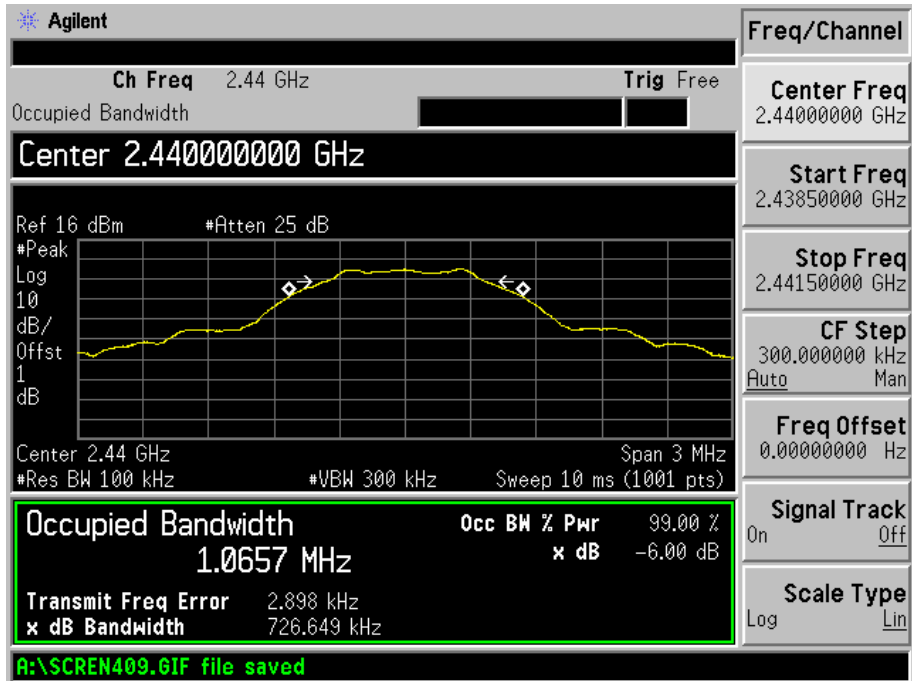 Agilent
Freq/Channel
Ch Freq 2.44 GHz Trig Free
Occupied Bandwidth
Center 2.440000000 GHz
Ref 16 dBm #Atten 25 dB
#Peak
Log
10
dB/
Offst
1
dB
Center 2.44 GHz Span 3 MHz
#Res BW 100 kHz #VBW 300 kHz Sweep 10 ms (1001 pts)
Occupied Bandwidth
1.0657 MHz
Occ BW % Pwr 99.00 %
x dB -6.00 dB
Transmit Freq Error 2.898 kHz
x dB Bandwidth 726.649 kHz
A:\SCREN409.GIF file saved
Center Freq
2.44000000 GHz
Start Freq
2.43850000 GHz
Stop Freq
2.44150000 GHz
CF Step
300.000000 kHz
Auto Man
Freq Offset
0.00000000 Hz
Signal Track
On Off
Scale Type
Log Lin